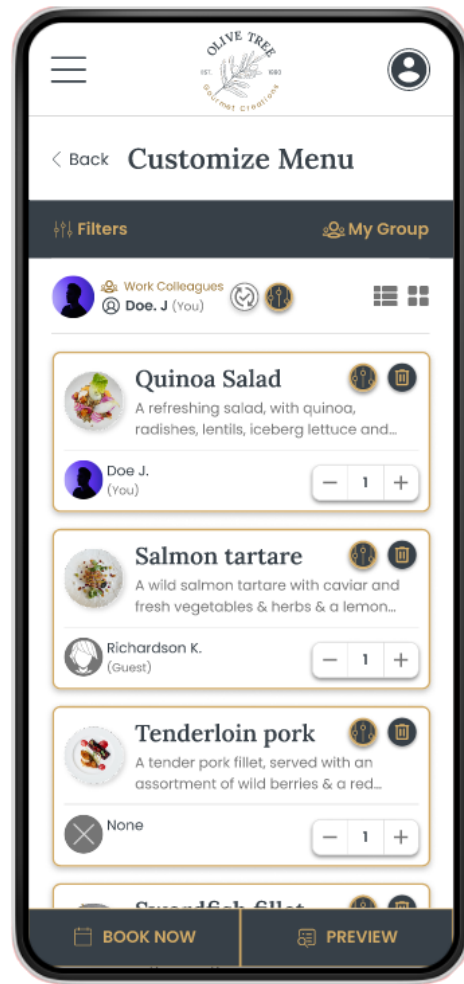 OLIVE TREE
EST. 1990
Gourmet Creations
Back Customize Menu
Filters My Group
Work Colleagues
Doe. J (You)
Quinoa Salad
A refreshing salad, with quinoa,
radishes, lentils, iceberg lettuce and...
Doe J.
(You)
1
Salmon tartare
A wild salmon tartare with caviar and
fresh vegetables & herbs & a lemon...
Richardson K.
(Guest)
1
Tenderloin pork
A tender pork fillet, served with an
assortment of wild berries & a red...
None
1
Swordfish fillet
BOOK NOW PREVIEW